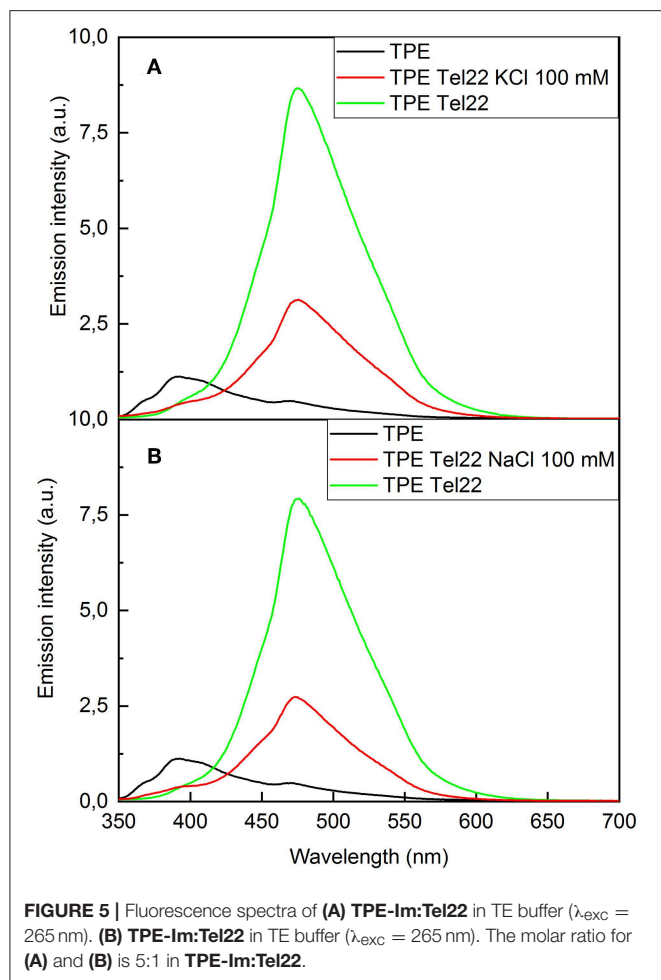 10,0
A
TPE
TPE Tel22 KCl 100 mM
TPE Tel22
7,5
5,0
2,5
Emission intensity (a.u.)
10,0
B
TPE
TPE Tel22 NaCl 100 mM
TPE Tel22
7,5
5,0
2,5
0,0
Emission intensity (a.u.)
350 400 450 500 550 600 650 700
Wavelength (nm)
FIGURE 5 | Fluorescence spectra of (A) TPE-Im:Tel22 in TE buffer (λexc =
265 nm). (B) TPE-Im:Tel22 in TE buffer (λexc = 265 nm). The molar ratio for
(A) and (B) is 5:1 in TPE-Im:Tel22.